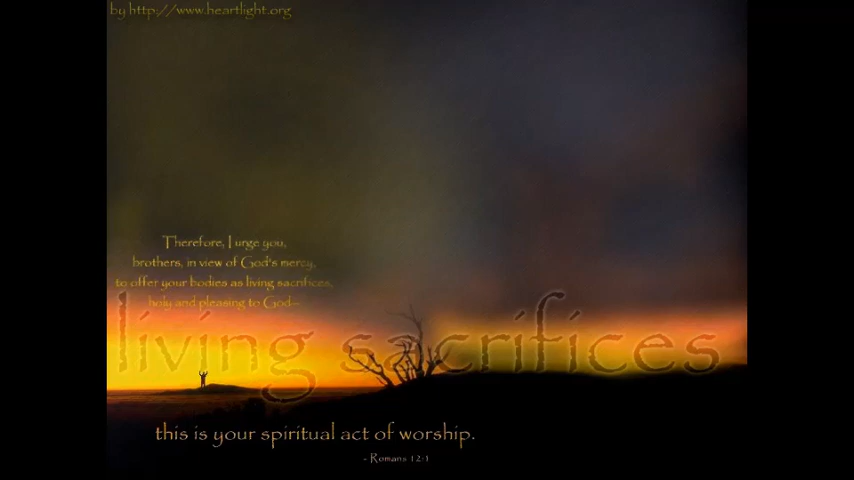 by http://www.heartlight.org
Therefore, I urge you,
brothers, in view of God's mercy,
to offer your bodies as living sacrifices,
holy and pleasing to God—
living sacrifices
this is your spiritual act of worship.
- Romans 12:1